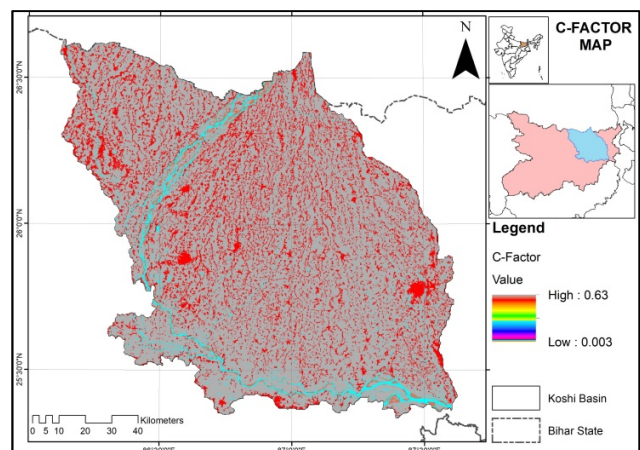 N
C-FACTOR
MAP
26°30'0"N
26°0'0"N
25°30'0"N
Legend
C-Factor
Value
High : 0.63
Low : 0.003
Koshi Basin
Bihar State
Kilometers
0 5 10 20 30 40